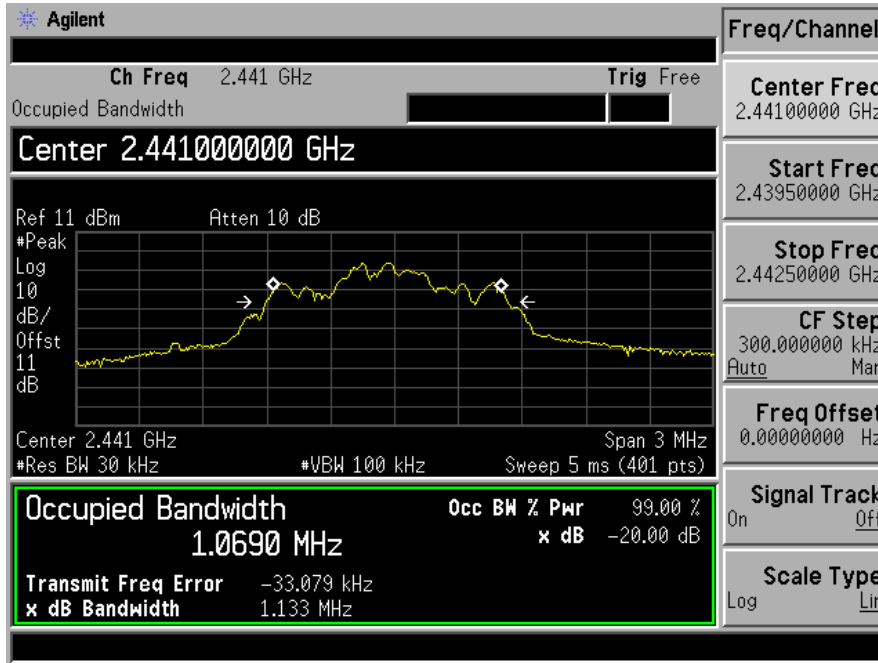 Agilent
Freq/Channel
Ch Freq 2.441 GHz Trig Free
Occupied Bandwidth
Center 2.441000000 GHz
Ref 11 dBm Atten 10 dB
#Peak
Log
10
dB/
Offst
11
dB
Center 2.441 GHz Span 3 MHz
#Res BW 30 kHz #VBW 100 kHz Sweep 5 ms (401 pts)
Occupied Bandwidth
1.0690 MHz
Occ BW % Pwr 99.00 %
x dB -20.00 dB
Transmit Freq Error -33.079 kHz
x dB Bandwidth 1.133 MHz
Center Freq
2.44100000 GHz
Start Freq
2.43950000 GHz
Stop Freq
2.44250000 GHz
CF Step
300.000000 kHz
Auto Man
Freq Offset
0.00000000 Hz
Signal Track
On Off
Scale Type
Log Lin